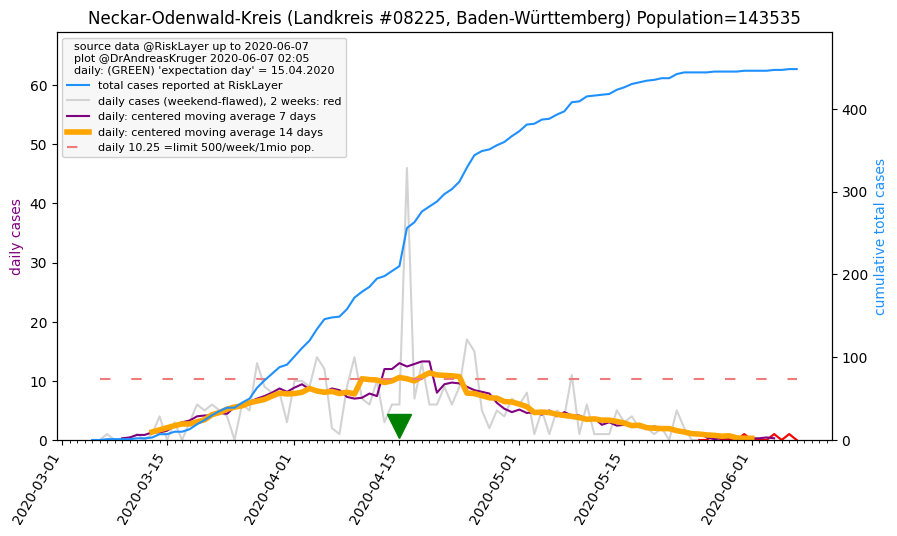 Neckar-Odenwald-Kreis (Landkreis #08225, Baden-Württemberg) Population=143535
source data @RiskLayer up to 2020-06-07
plot @DrAndreasKruger 2020-06-07 02:05
daily: (GREEN) 'expectation day' = 15.04.2020
total cases reported at RiskLayer
daily cases (weekend-flawed), 2 weeks: red
daily: centered moving average 7 days
daily: centered moving average 14 days
daily 10.25 =limit 500/week/1mio pop.
daily cases
60
50
40
30
20
10
0
cumulative total cases
400
300
200
100
0
2020-03-01
2020-03-15
2020-04-01
2020-04-15
2020-05-01
2020-05-15
2020-06-01